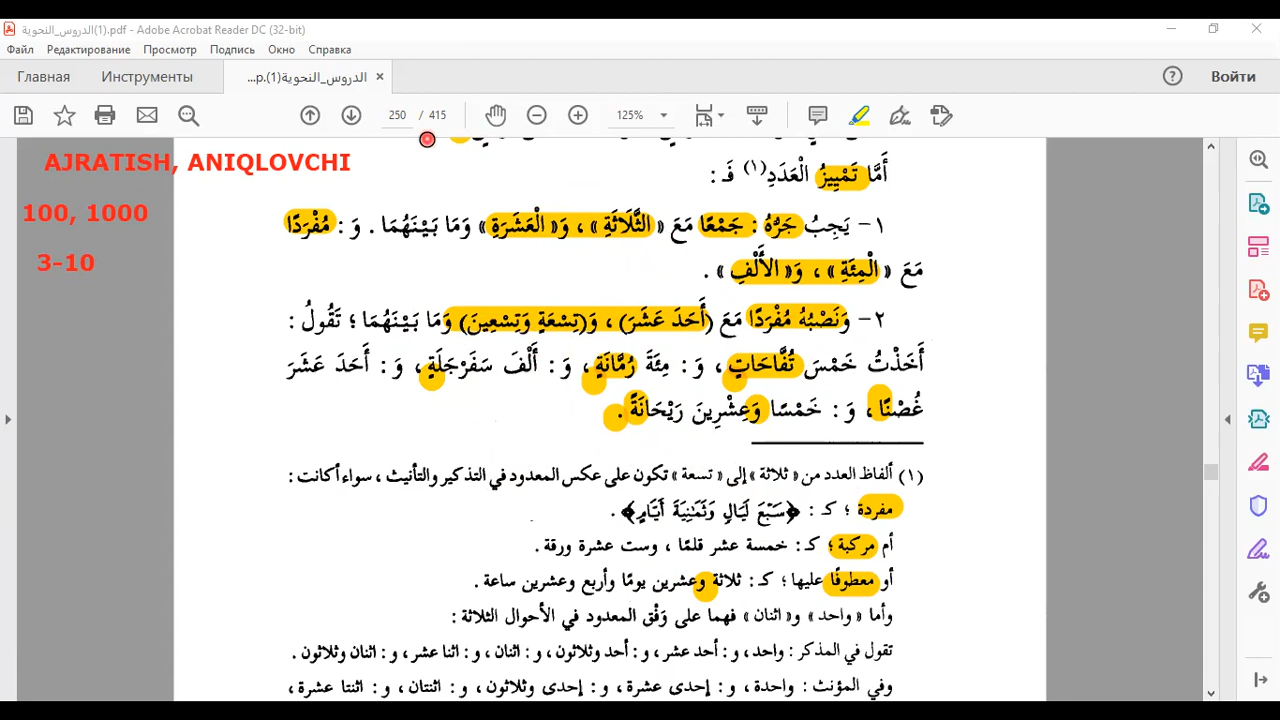 الدروس_النحوية(1).pdf - Adobe Acrobat Reader DC (32-bit)
Файл Редактирование Просмотр Подпись Окно Справка
Главная Инструменты الدروس_النحوية(1).p... × Войти
250 / 415 125%
AJRATISH, ANIQLOVCHI
100, 1000
3-10
أَمَّا تَمْيِيزُ الْعَدَدِ(١) فَـ :
١- يَجِبُ جَرُّهُ : جَمْعًا مَعَ « الثَّلَاثَةِ » ، وَ« الْعَشَرَةِ » وَمَا بَيْنَهُمَا . وَ : مُفْرَدًا
مَعَ « الْمِئَةِ » ، وَ« الأَلْفِ » .
٢- وَنَصْبُهُ مُفْرَدًا مَعَ (أَحَدَ عَشَرَ) ، وَ(تِسْعَةٍ وَتِسْعِينَ) وَمَا بَيْنَهُمَا ؛ تَقُولُ :
أَخَذْتُ خَمْسَ تُفَّاحَاتٍ ، وَ : مِئَةَ رُمَّانَةٍ ، وَ : أَلْفَ سَفَرْجَلَةٍ ، وَ : أَحَدَ عَشَرَ
غُصْنًا ، وَ : خَمْسًا وَعِشْرِينَ رَيْحَانَةً .
(١) ألفاظ العدد من « ثلاثة » إلى « تسعة » تكون على عكس المعدود في التذكير والتأنيث ، سواء أكانت :
مفردة ؛ كـ : ﴿سَبْعَ لَيَالٍ وَثَمَٰنِيَةَ أَيَّامٍ﴾ .
أم مركبة ؛ كـ : خمسة عشر قلمًا ، وست عشرة ورقة .
أو معطوفًا عليها ؛ كـ : ثلاثة وعشرين يومًا وأربع وعشرين ساعة .
وأما « واحد » و« اثنان » فهما على وَفْق المعدود في الأحوال الثلاثة :
تقول في المذكر : واحد ، و : أحد عشر ، و : أحد وثلاثون ، و : اثنان ، و : اثنا عشر ، و : اثنان وثلاثون .
وفي المؤنث : واحدة ، و : إحدى عشرة ، و : إحدى وثلاثون ، و : اثنتان ، و : اثنتا عشرة ،